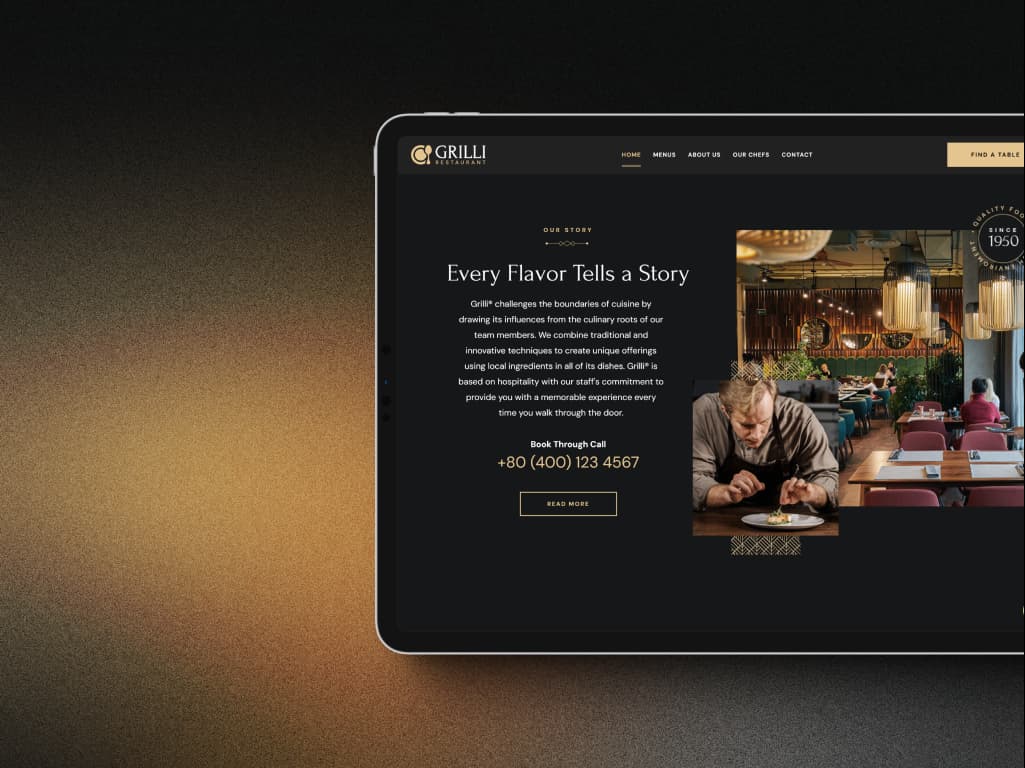 GRILLI
RESTAURANT
HOME MENUS ABOUT US OUR CHEFS CONTACT
FIND A TABLE
OUR STORY
Every Flavor Tells a Story
Grilli® challenges the boundaries of cuisine by
drawing its influences from the culinary roots of our
team members. We combine traditional and
innovative techniques to create unique offerings
using local ingredients in all of its dishes. Grilli® is
based on hospitality with our staff's commitment to
provide you with a memorable experience every
time you walk through the door.
Book Through Call
+80 (400) 123 4567
READ MORE
QUALITY
SINCE
1950